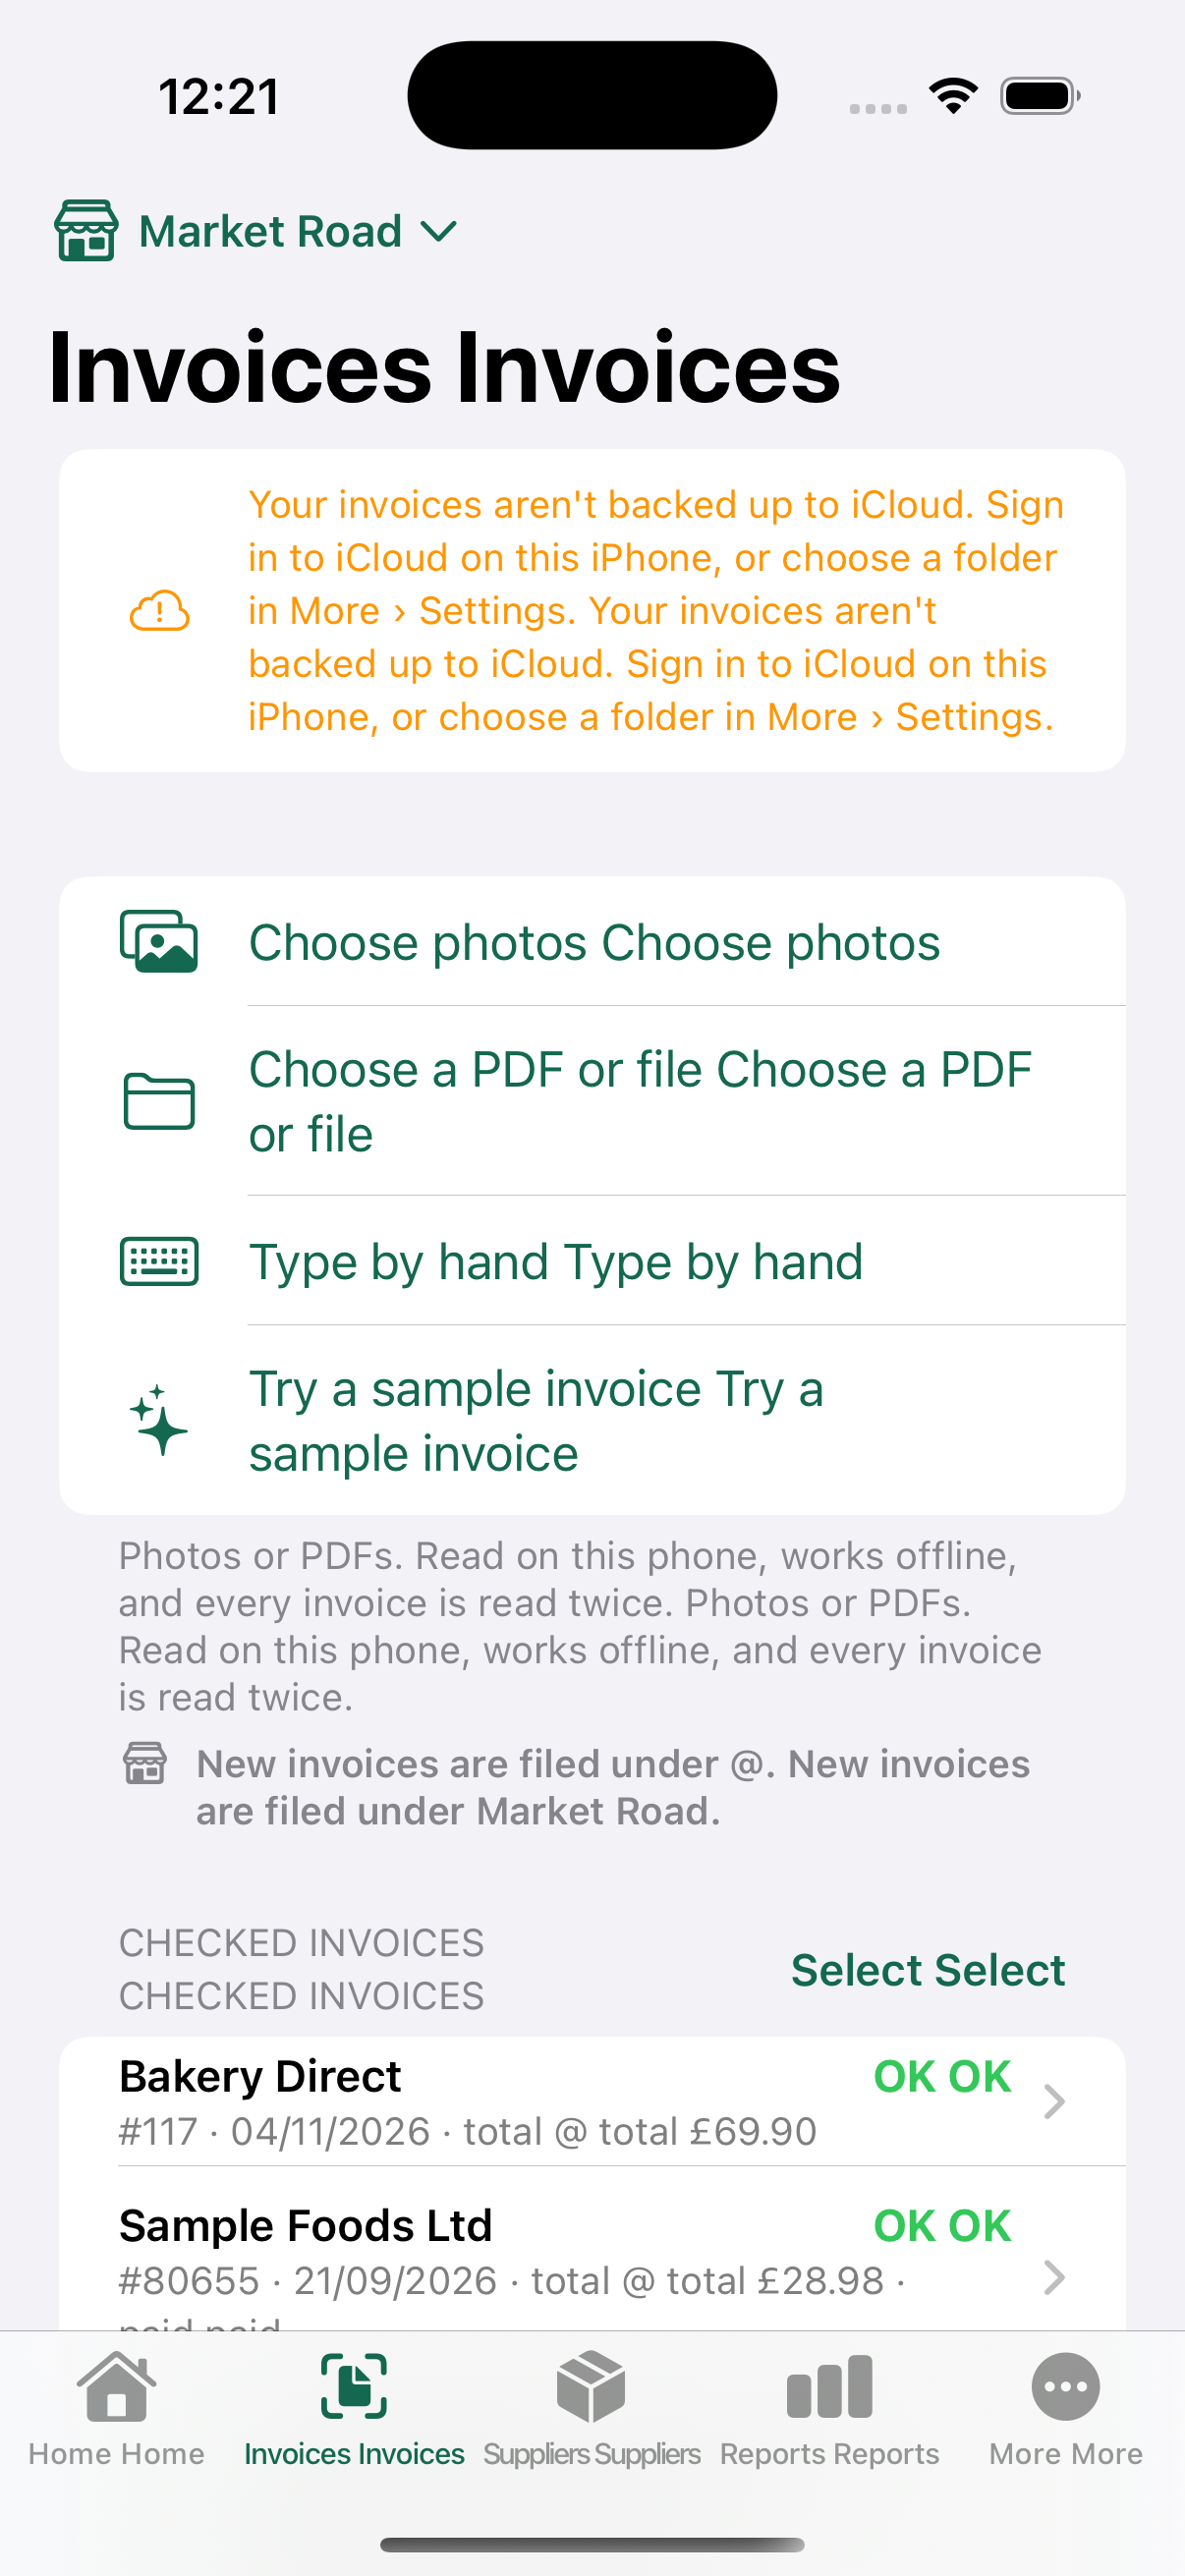 12:21
Market Road
Invoices Invoices
Your invoices aren't backed up to iCloud. Sign
in to iCloud on this iPhone, or choose a folder
in More › Settings. Your invoices aren't
backed up to iCloud. Sign in to iCloud on this
iPhone, or choose a folder in More › Settings.
Choose photos Choose photos
Choose a PDF or file Choose a PDF
or file
Type by hand Type by hand
Try a sample invoice Try a
sample invoice
Photos or PDFs. Read on this phone, works offline,
and every invoice is read twice. Photos or PDFs.
Read on this phone, works offline, and every invoice
is read twice.
New invoices are filed under @. New invoices
are filed under Market Road.
CHECKED INVOICES
CHECKED INVOICES
Select Select
Bakery Direct
OK OK
#117 · 04/11/2026 · total @ total £69.90
Sample Foods Ltd
OK OK
#80655 · 21/09/2026 · total @ total £28.98 ·
paid paid
Home Home
Invoices Invoices
Suppliers Suppliers
Reports Reports
More More